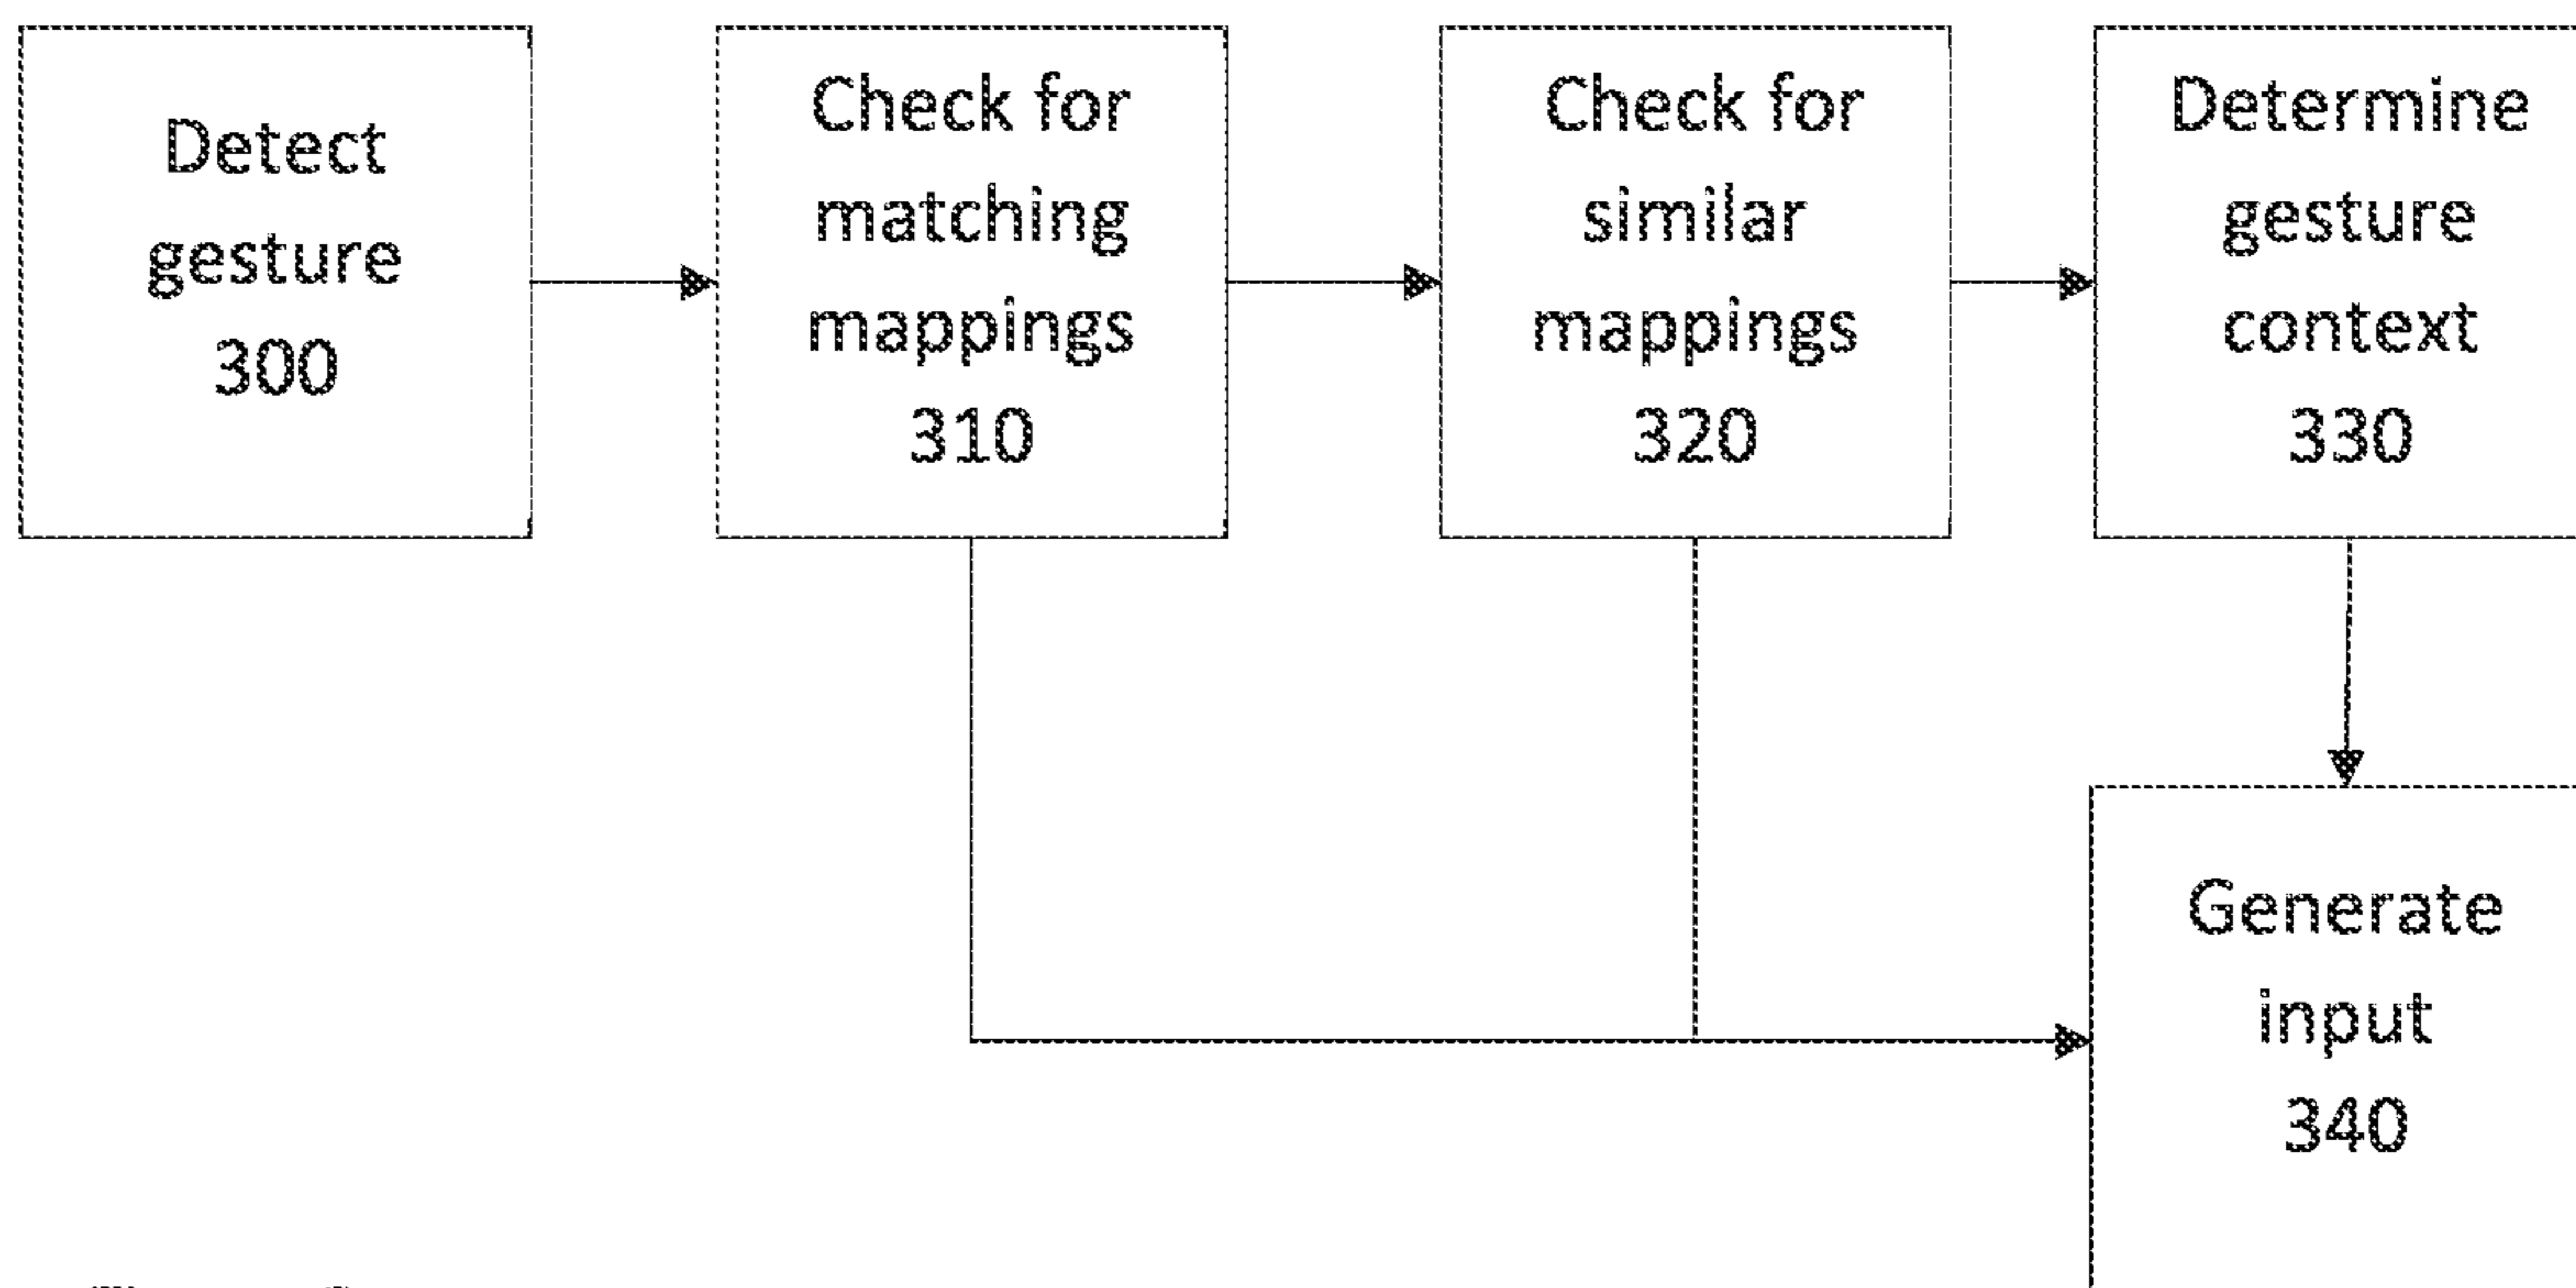 Detect
gesture
300
Check for
matching
mappings
310
Check for
similar
mappings
320
Determine
gesture
context
330
Generate
input
340